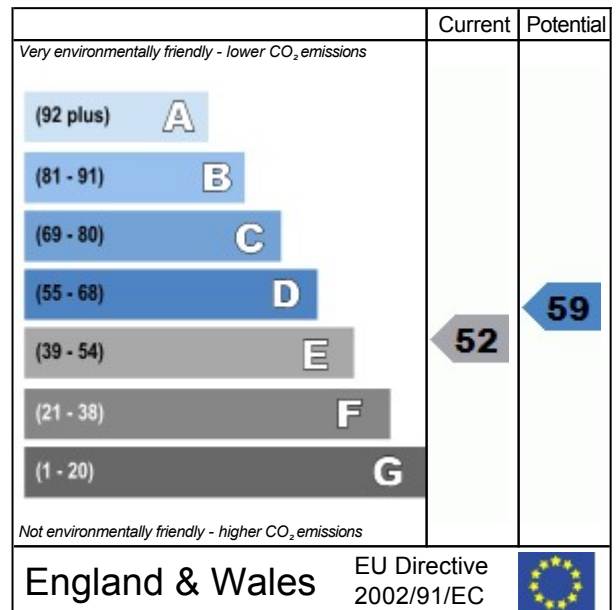 Current Potential
Very environmentally friendly - lower CO₂ emissions
(92 plus) A
(81 - 91) B
(69 - 80) C
(55 - 68) D
(39 - 54) E
(21 - 38) F
(1 - 20) G
52
59
Not environmentally friendly - higher CO₂ emissions
England & Wales
EU Directive
2002/91/EC